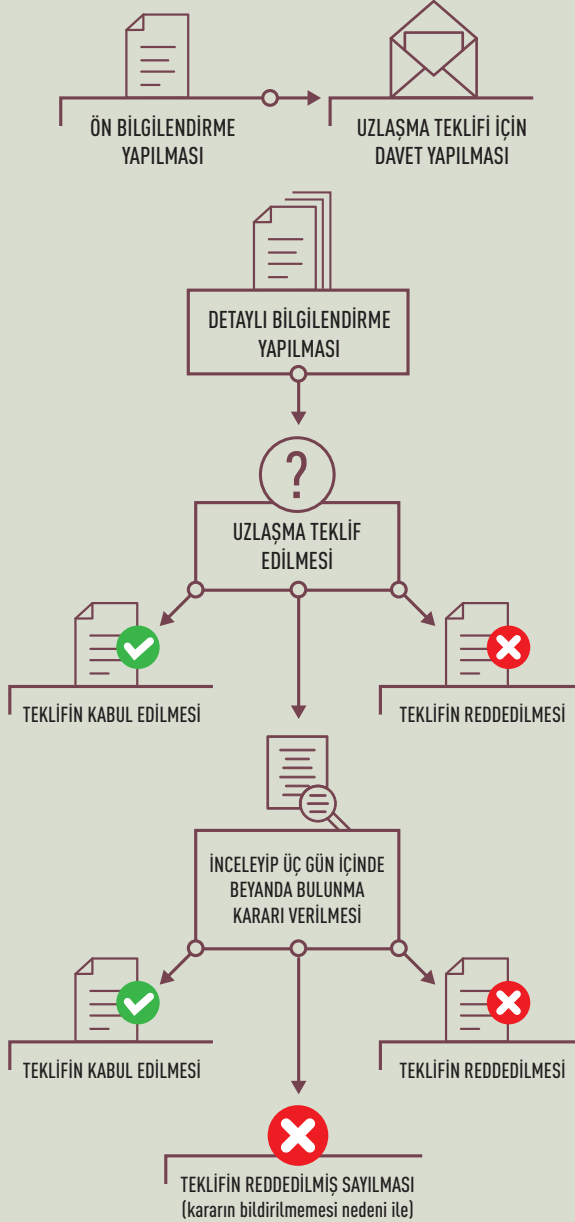 ÖN BİLGİLENDİRME
YAPILMASI
UZLAŞMA TEKLİFİ İÇİN
DAVET YAPILMASI
DETAYLI BİLGİLENDİRME
YAPILMASI
?
UZLAŞMA TEKLİF
EDİLMESİ
TEKLİFİN KABUL EDİLMESİ
TEKLİFİN REDDEDİLMESİ
İNCELEYİP ÜÇ GÜN İÇİNDE
BEYANDA BULUNMA
KARARI VERİLMESİ
TEKLİFİN KABUL EDİLMESİ
TEKLİFİN REDDEDİLMESİ
TEKLİFİN REDDEDİLMİŞ SAYILMASI
(kararın bildirilmemesi nedeni ile)